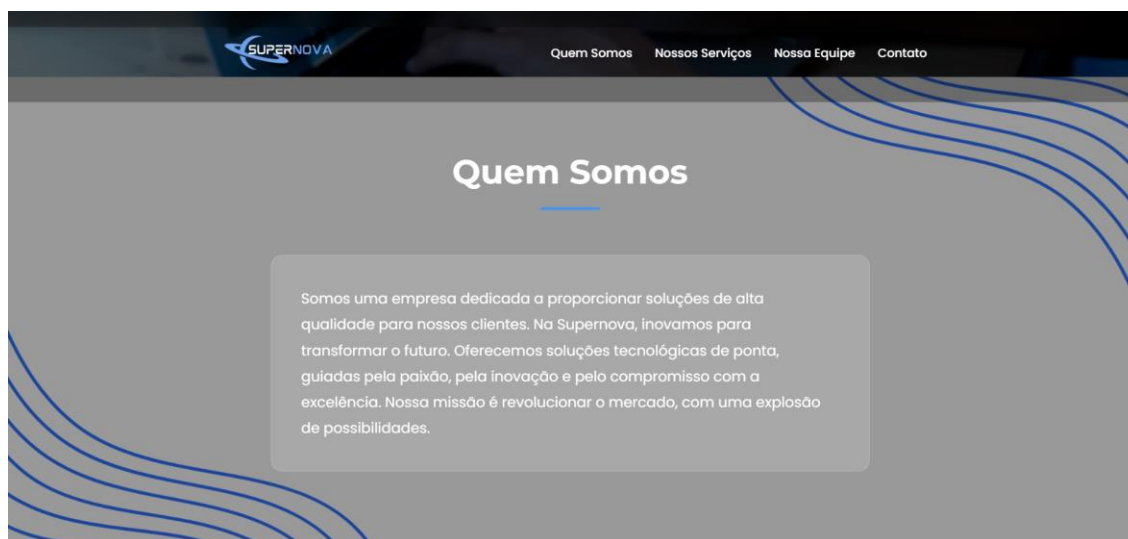 SUPERNOVA
Quem Somos Nossos Serviços Nossa Equipe Contato
Quem Somos
Somos uma empresa dedicada a proporcionar soluções de alta
qualidade para nossos clientes. Na Supernova, inovamos para
transformar o futuro. Oferecemos soluções tecnológicas de ponta,
guiadas pela paixão, pela inovação e pelo compromisso com a
excelência. Nossa missão é revolucionar o mercado, com uma explosão
de possibilidades.